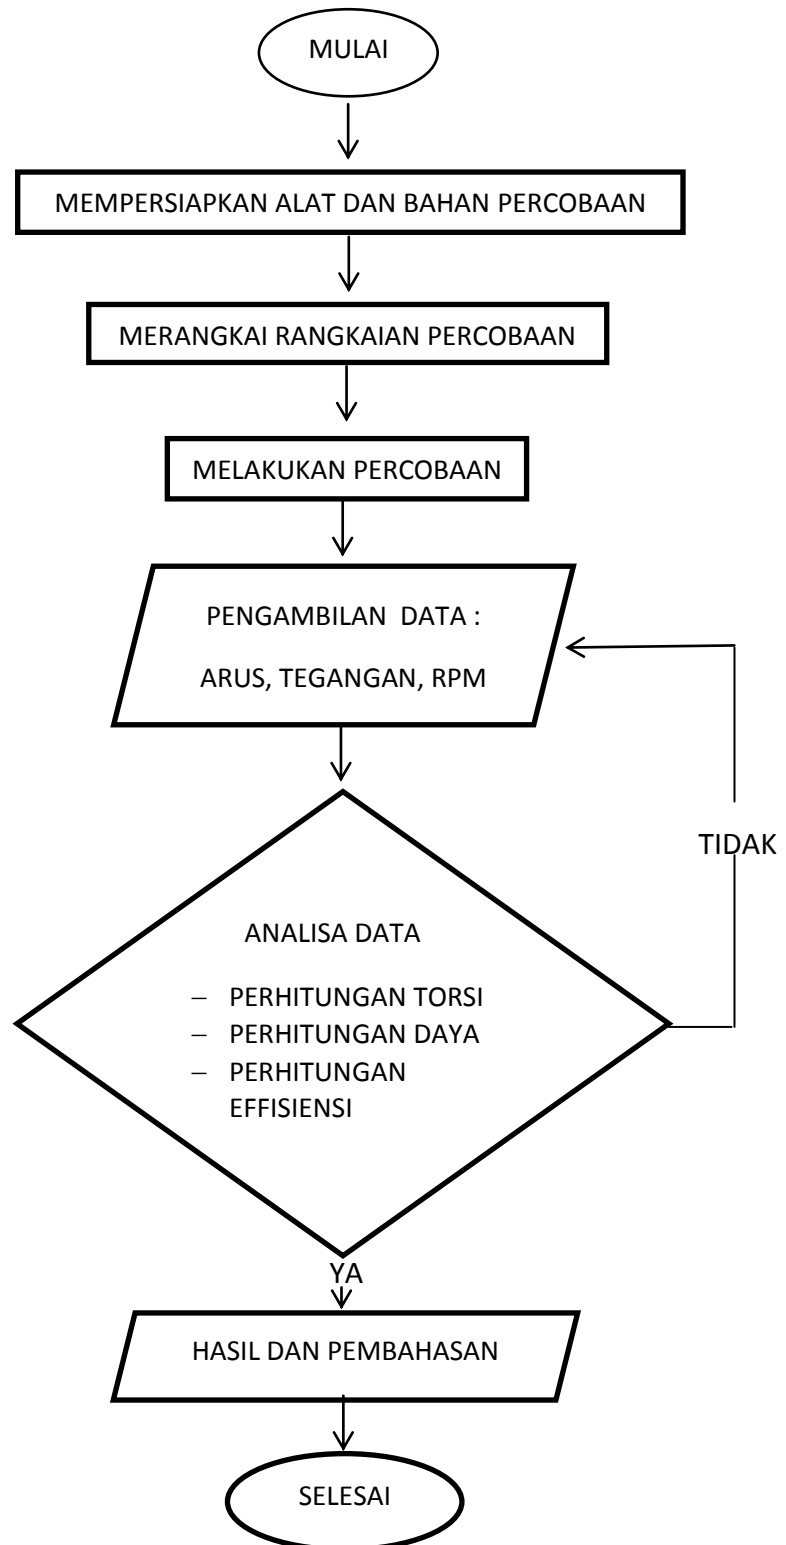 MULAI
MEMPERSIAPKAN ALAT DAN BAHAN PERCOBAAN
MERANGKAI RANGKAIAN PERCOBAAN
MELAKUKAN PERCOBAAN
PENGAMBILAN DATA :
ARUS, TEGANGAN, RPM
TIDAK
ANALISA DATA
– PERHITUNGAN TORSI
– PERHITUNGAN DAYA
– PERHITUNGAN
EFFISIENSI
YA
HASIL DAN PEMBAHASAN
SELESAI